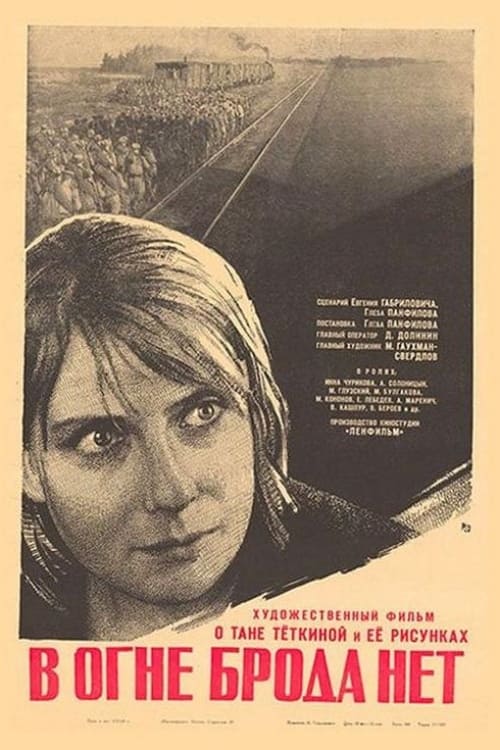 СЦЕНАРИЙ ЕВГЕНИЯ ГАБРИЛОВИЧА,
ГЛЕБА ПАНФИЛОВА
ПОСТАНОВКА ГЛЕБА ПАНФИЛОВА
ГЛАВНЫЙ ОПЕРАТОР Д. ДОЛИНИН
ГЛАВНЫЙ ХУДОЖНИК М. ГАУХМАН-
СВЕРДЛОВ
В РОЛЯХ:
ИННА ЧУРИКОВА, А. СОЛОНИЦЫН,
М. ГЛУЗСКИЙ, М. БУЛГАКОВА,
М. КОНОНОВ, Е. ЛЕБЕДЕВ, А. МАРЕНИЧ,
В. КАШПУР, В. БЕРОЕВ и др.
ПРОИЗВОДСТВО КИНОСТУДИИ
"ЛЕНФИЛЬМ"
ХУДОЖЕСТВЕННЫЙ ФИЛЬМ
О ТАНЕ ТЁТКИНОЙ И ЕЁ РИСУНКАХ
В ОГНЕ БРОДА НЕТ